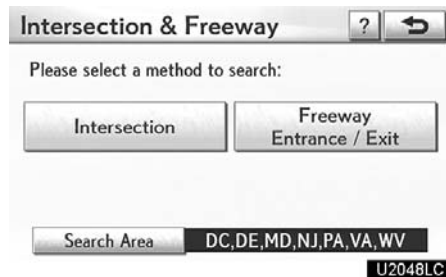 Intersection & Freeway ?
Please select a method to search:
Intersection
Freeway
Entrance / Exit
Search Area DC,DE,MD,NJ,PA,VA,WV
U2048LC